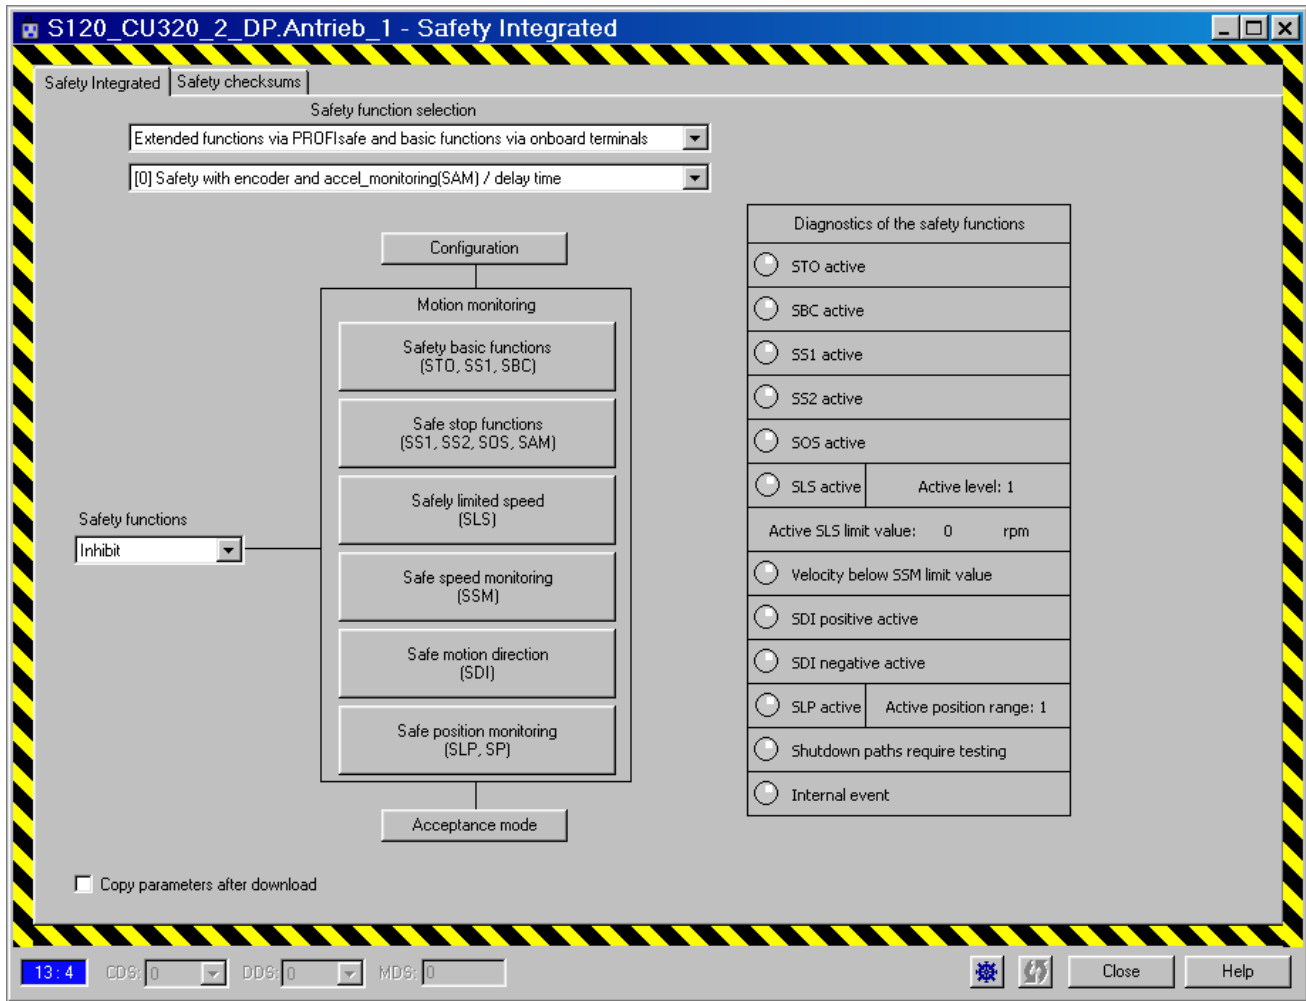 S120_CU320_2_DP.Antrieb_1 - Safety Integrated
Safety Integrated
Safety checksums
Safety function selection
Extended functions via PROFIsafe and basic functions via onboard terminals
[0] Safety with encoder and accel_monitoring(SAM) / delay time
Configuration
Motion monitoring
Safety basic functions
(STO, SS1, SBC)
Safe stop functions
(SS1, SS2, SOS, SAM)
Safely limited speed
(SLS)
Safety functions
Inhibit
Safe speed monitoring
(SSM)
Safe motion direction
(SDI)
Safe position monitoring
(SLP, SP)
Acceptance mode
Copy parameters after download
Diagnostics of the safety functions
STO active
SBC active
SS1 active
SS2 active
SOS active
SLS active Active level: 1
Active SLS limit value: 0 rpm
Velocity below SSM limit value
SDI positive active
SDI negative active
SLP active Active position range: 1
Shutdown paths require testing
Internal event
13:4 CDS: 0 DDS: 0 MDS: 0
Close
Help